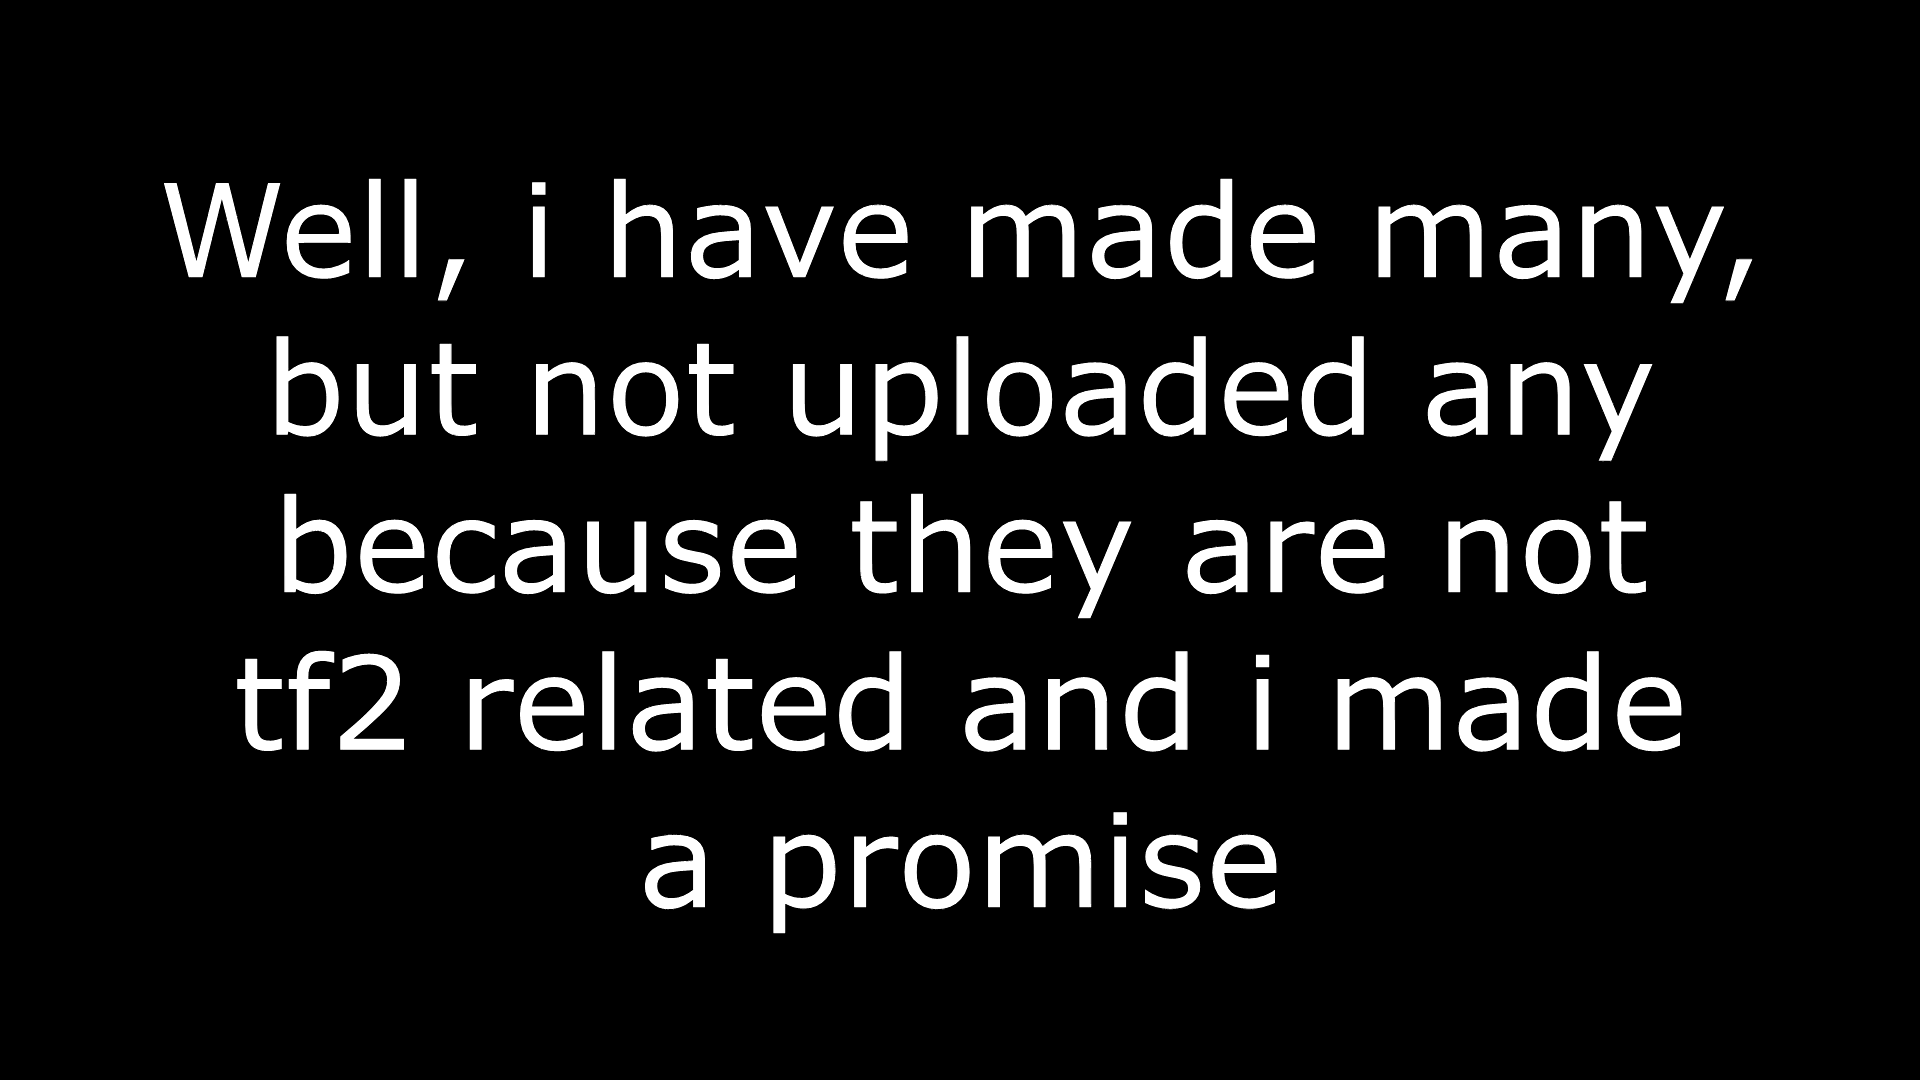 Well, i have made many,
but not uploaded any
because they are not
tf2 related and i made
a promise